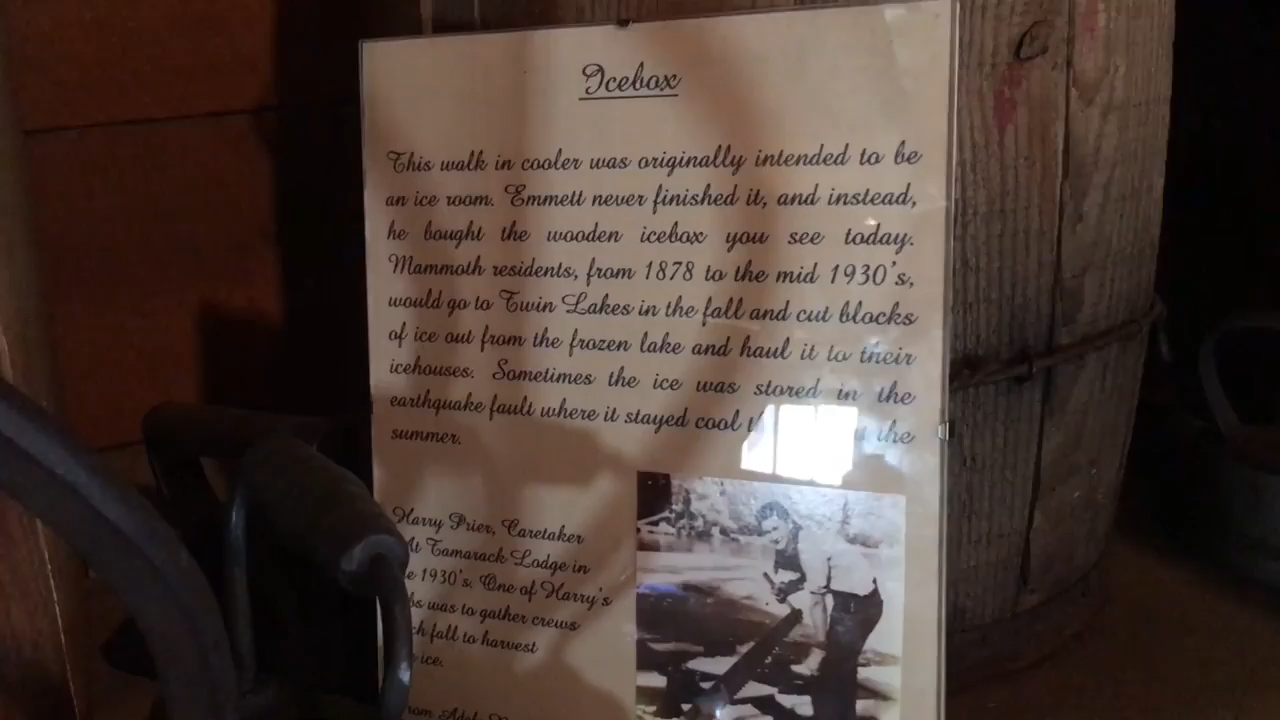 Icebox
This walk in cooler was originally intended to be
an ice room. Emmett never finished it, and instead,
he bought the wooden icebox you see today.
Mammoth residents, from 1878 to the mid 1930's,
would go to Twin Lakes in the fall and cut blocks
of ice out from the frozen lake and haul it to their
icehouses. Sometimes the ice was stored in the
earthquake fault where it stayed cool the
summer.
Harry Prier, Caretaker
At Tamarack Lodge in
1930's. One of Harry's
was to gather crews
fall to harvest
ice.